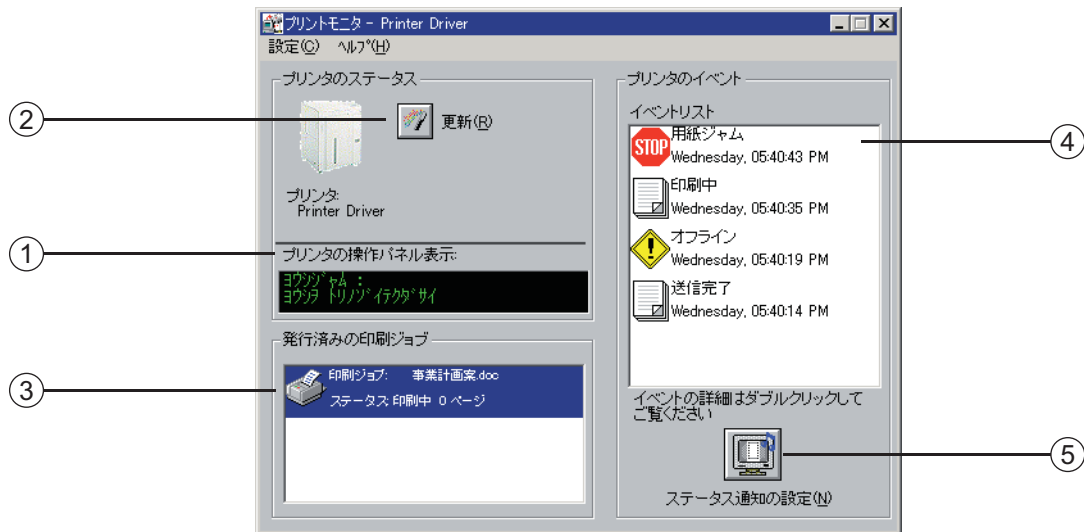 プリントモニタ - Printer Driver
設定(C) ヘルプ(H)
プリンタのステータス
② 更新(R)
プリンタ:
Printer Driver
① プリンタの操作パネル表示:
ヨウシジャム :
ヨウシヲ トリノゾイテクダサイ
発行済みの印刷ジョブ
③ 印刷ジョブ: 事業計画案.doc
ステータス: 印刷中 0 ページ
プリンタのイベント
イベントリスト
STOP 用紙ジャム ④
Wednesday, 05:40:43 PM
印刷中
Wednesday, 05:40:35 PM
オフライン
Wednesday, 05:40:19 PM
送信完了
Wednesday, 05:40:14 PM
イベントの詳細はダブルクリックして
ご覧ください
⑤
ステータス通知の設定(N)